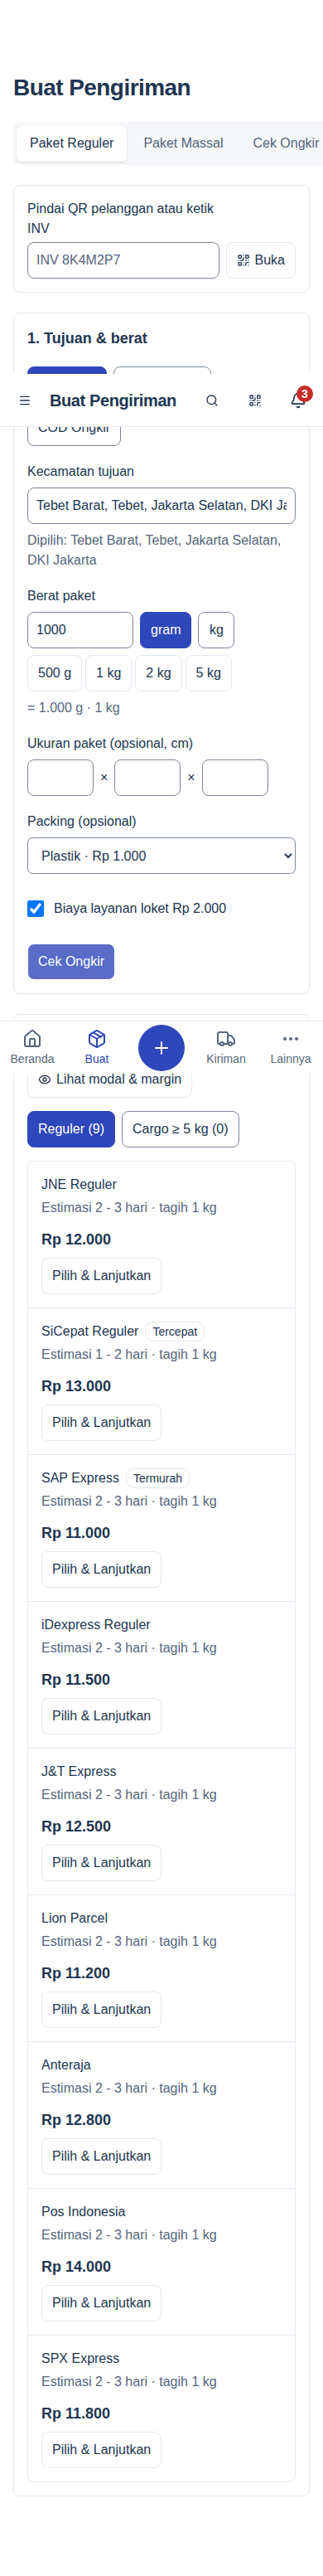 Buat Pengiriman
Paket Reguler
Paket Massal
Cek Ongkir
Pindai QR pelanggan atau ketik
INV
INV 8K4M2P7
Buka
1. Tujuan & berat
Buat Pengiriman
3
COD Ongkir
Kecamatan tujuan
Tebet Barat, Tebet, Jakarta Selatan, DKI Ja
Dipilih: Tebet Barat, Tebet, Jakarta Selatan,
DKI Jakarta
Berat paket
1000
gram
kg
500 g
1 kg
2 kg
5 kg
= 1.000 g · 1 kg
Ukuran paket (opsional, cm)
×
×
Packing (opsional)
Plastik · Rp 1.000
Biaya layanan loket Rp 2.000
Cek Ongkir
Beranda
Buat
Kiriman
Lainnya
Lihat modal & margin
Reguler (9)
Cargo ≥ 5 kg (0)
JNE Reguler
Estimasi 2 - 3 hari · tagih 1 kg
Rp 12.000
Pilih & Lanjutkan
SiCepat Reguler
Tercepat
Estimasi 1 - 2 hari · tagih 1 kg
Rp 13.000
Pilih & Lanjutkan
SAP Express
Termurah
Estimasi 2 - 3 hari · tagih 1 kg
Rp 11.000
Pilih & Lanjutkan
iDexpress Reguler
Estimasi 2 - 3 hari · tagih 1 kg
Rp 11.500
Pilih & Lanjutkan
J&T Express
Estimasi 2 - 3 hari · tagih 1 kg
Rp 12.500
Pilih & Lanjutkan
Lion Parcel
Estimasi 2 - 3 hari · tagih 1 kg
Rp 11.200
Pilih & Lanjutkan
Anteraja
Estimasi 2 - 3 hari · tagih 1 kg
Rp 12.800
Pilih & Lanjutkan
Pos Indonesia
Estimasi 2 - 3 hari · tagih 1 kg
Rp 14.000
Pilih & Lanjutkan
SPX Express
Estimasi 2 - 3 hari · tagih 1 kg
Rp 11.800
Pilih & Lanjutkan